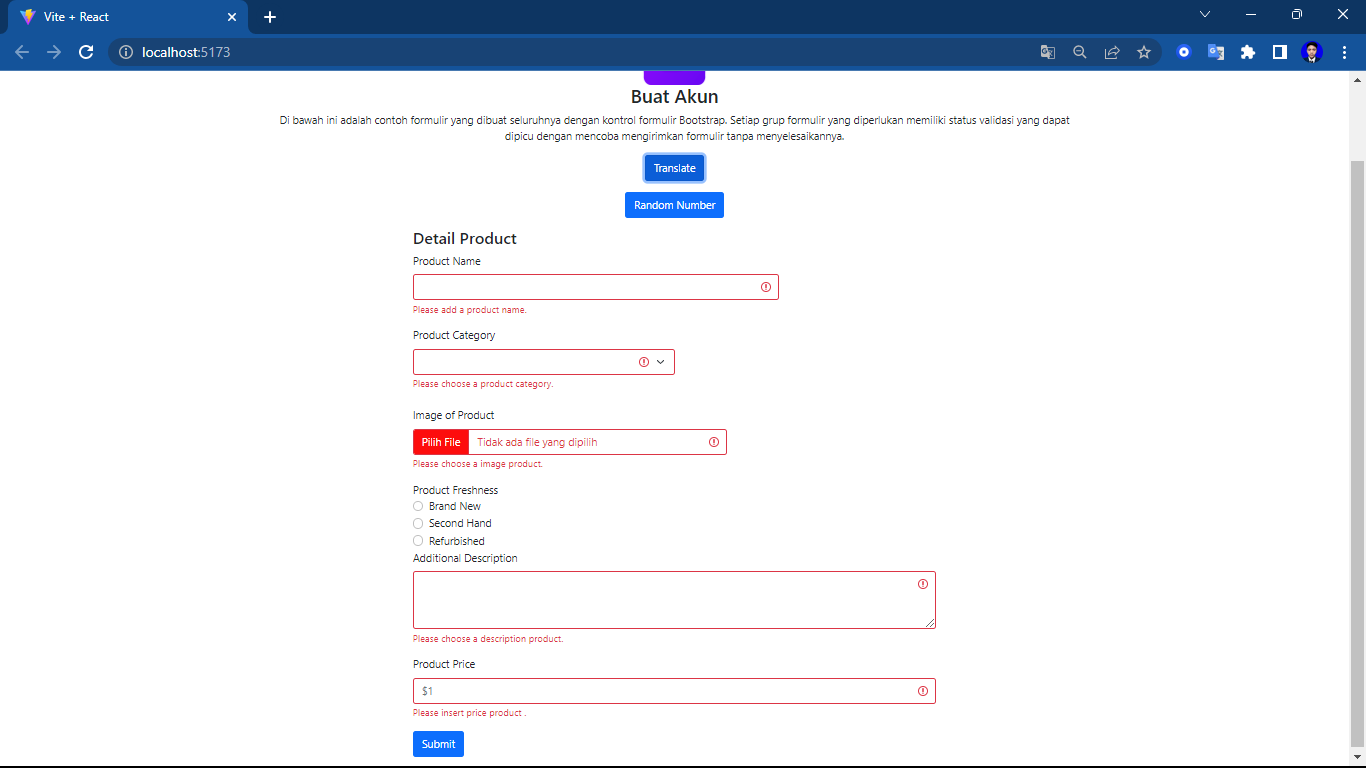 Vite + React
localhost:5173
Buat Akun
Di bawah ini adalah contoh formulir yang dibuat seluruhnya dengan kontrol formulir Bootstrap. Setiap grup formulir yang diperlukan memiliki status validasi yang dapat
dipicu dengan mencoba mengirimkan formulir tanpa menyelesaikannya.
Translate
Random Number
Detail Product
Product Name
Please add a product name.
Product Category
Please choose a product category.
Image of Product
Pilih File Tidak ada file yang dipilih
Please choose a image product.
Product Freshness
Brand New
Second Hand
Refurbished
Additional Description
Please choose a description product.
Product Price
$1
Please insert price product .
Submit